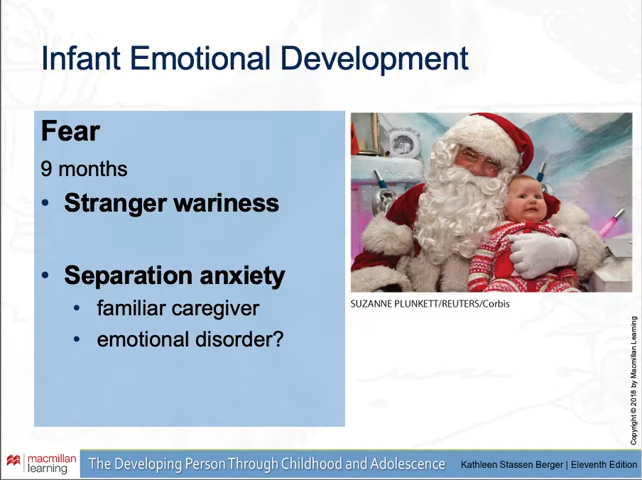 Infant Emotional Development
Fear
9 months
• Stranger wariness
• Separation anxiety
• familiar caregiver
• emotional disorder?
SUZANNE PLUNKETT/REUTERS/Corbis
Copyright © 2018 by Macmillan Learning
macmillan
learning
The Developing Person Through Childhood and Adolescence
Kathleen Stassen Berger | Eleventh Edition